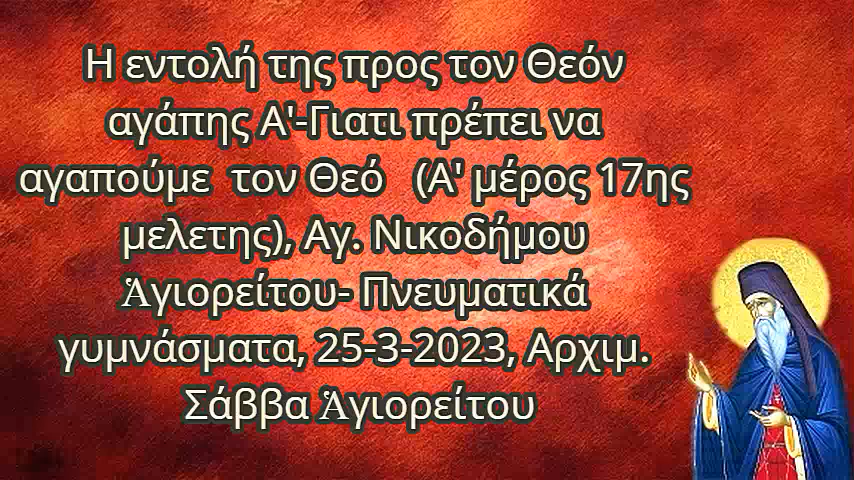 Η εντολή της προς τον Θεόν
αγάπης Α'-Γιατι πρέπει να
αγαπούμε  τον Θεό   (Α' μέρος 17ης
μελετης), Αγ. Νικοδήμου
Ἁγιορείτου- Πνευματικά
γυμνάσματα, 25-3-2023, Αρχιμ.
Σάββα Ἁγιορείτου